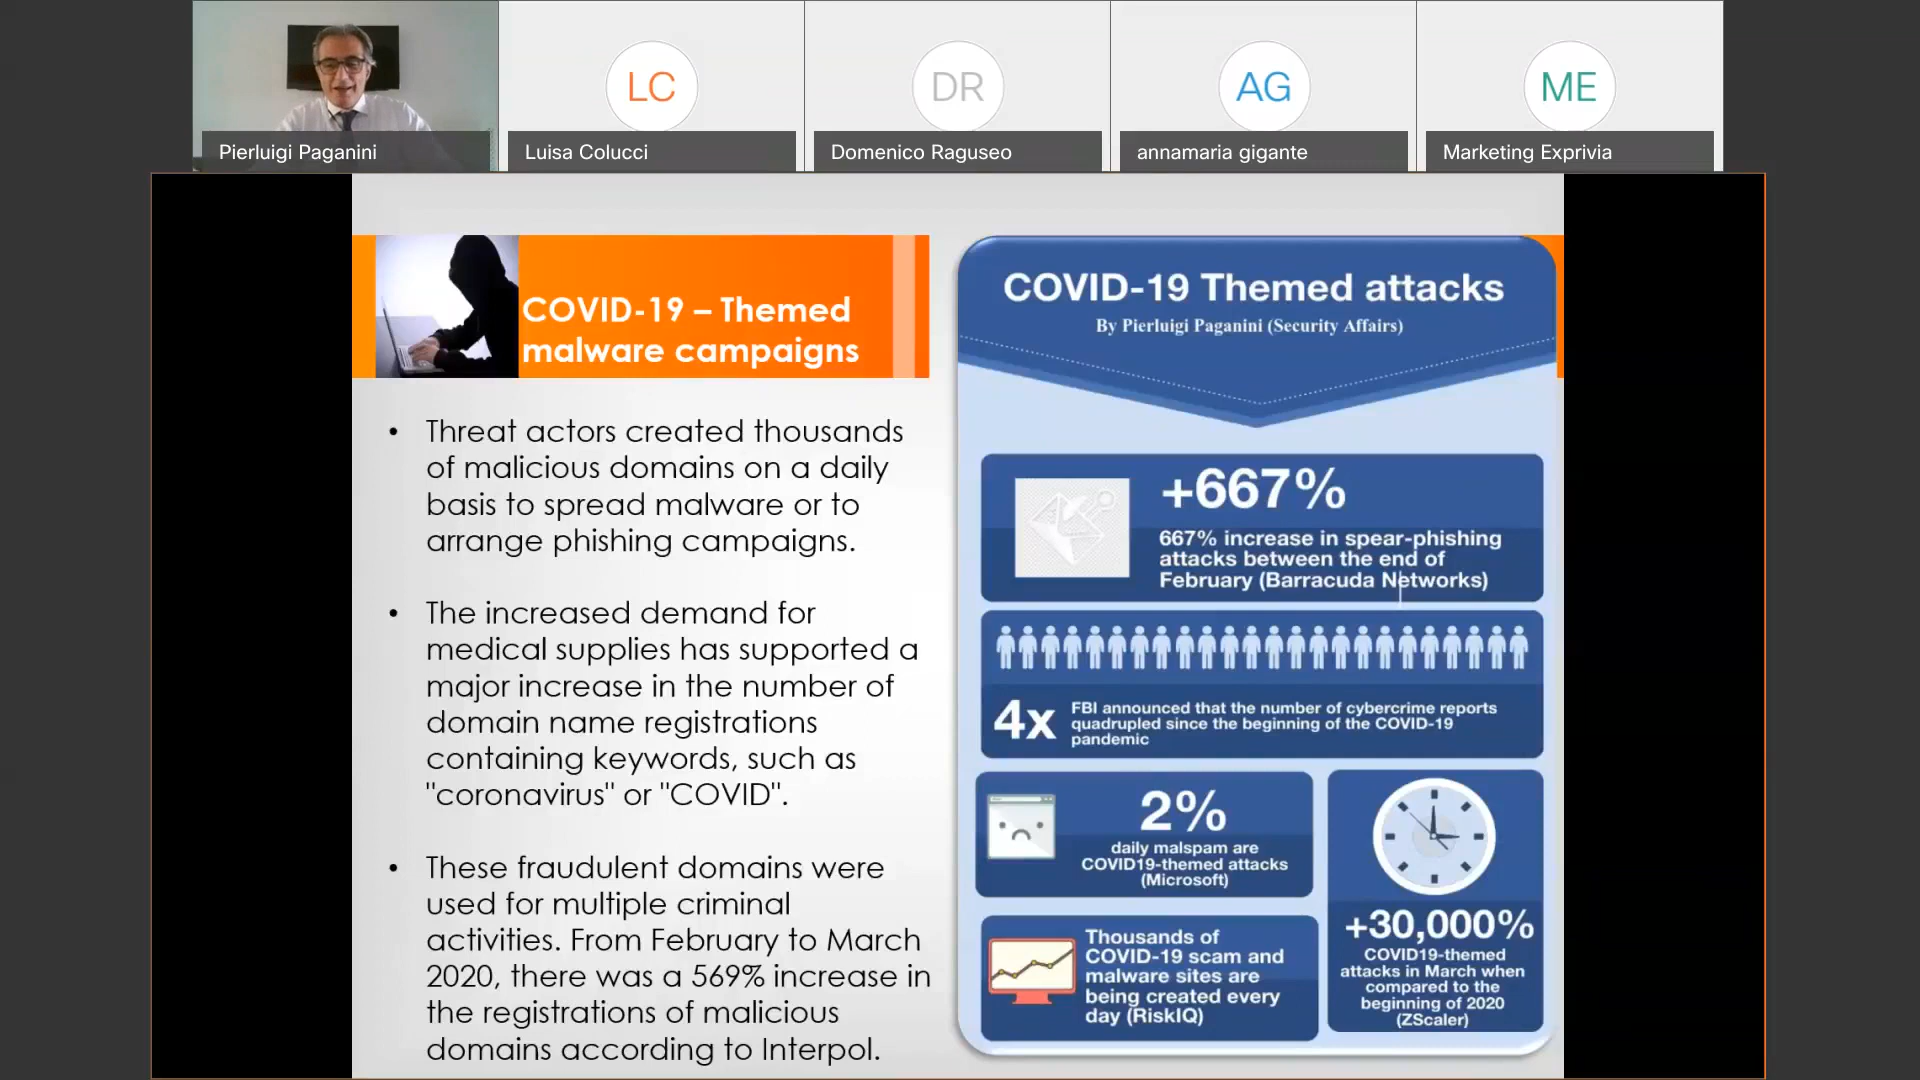 LC
DR
AG
ME
Pierluigi Paganini
Luisa Colucci
Domenico Raguseo
annamaria gigante
Marketing Exprivia
COVID-19 – Themed
malware campaigns
• Threat actors created thousands
of malicious domains on a daily
basis to spread malware or to
arrange phishing campaigns.
• The increased demand for
medical supplies has supported a
major increase in the number of
domain name registrations
containing keywords, such as
"coronavirus" or "COVID".
• These fraudulent domains were
used for multiple criminal
activities. From February to March
2020, there was a 569% increase in
the registrations of malicious
domains according to Interpol.
COVID-19 Themed attacks
By Pierluigi Paganini (Security Affairs)
+667%
667% increase in spear-phishing
attacks between the end of
February (Barracuda Networks)
4x
FBI announced that the number of cybercrime reports
quadrupled since the beginning of the COVID-19
pandemic
2%
daily malspam are
COVID19-themed attacks
(Microsoft)
Thousands of
COVID-19 scam and
malware sites are
being created every
day (RiskIQ)
+30,000%
COVID19-themed
attacks in March when
compared to the
beginning of 2020
(ZScaler)